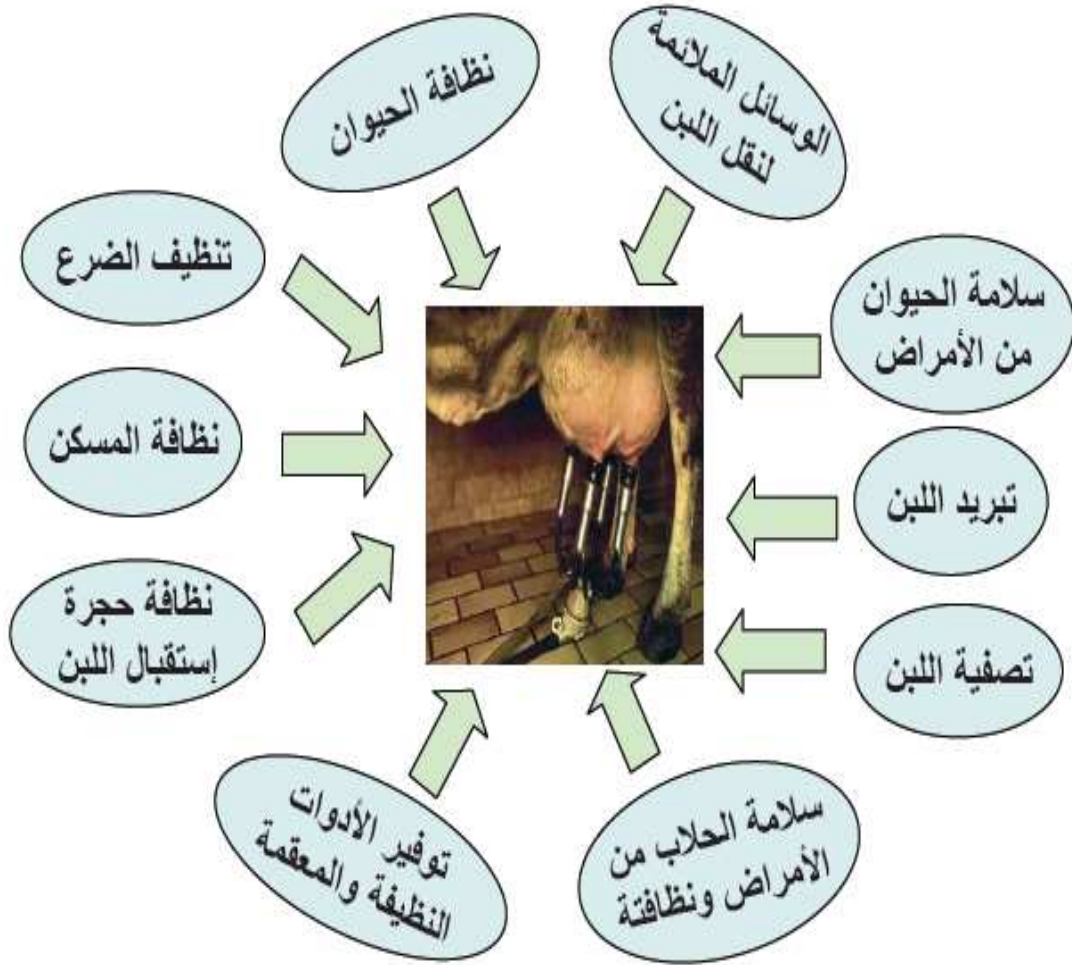 الوسائل الملائمة
لنقل اللبن
نظافة الحيوان
سلامة الحيوان
من الأمراض
تنظيف الضرع
تبريد اللبن
نظافة المسكن
تصفية اللبن
نظافة حجرة
إستقبال اللبن
سلامة الحلاب من
الأمراض ونظافتة
توفير الأدوات
النظيفة والمعقمة